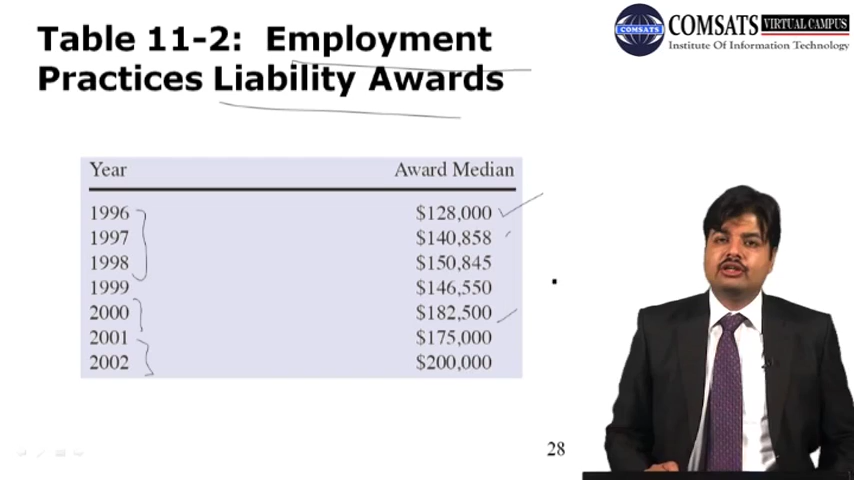 Table 11-2: Employment
Practices Liability Awards
COMSATS VIRTUAL CAMPUS
Institute Of Information Technology
COMSATS
Year Award Median
1996 $128,000
1997 $140,858
1998 $150,845
1999 $146,550
2000 $182,500
2001 $175,000
2002 $200,000
28